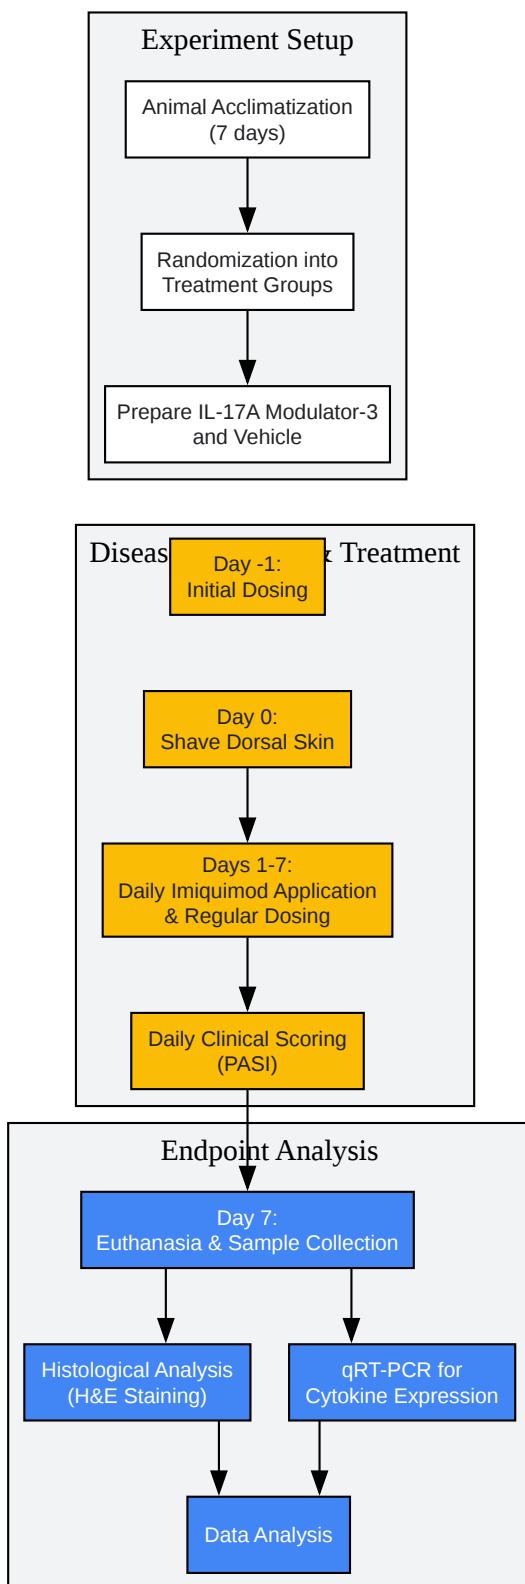 Experiment Setup
Animal Acclimatization
(7 days)
Randomization into
Treatment Groups
Prepare IL-17A Modulator-3
and Vehicle
Diseas & Treatment
Day -1:
Initial Dosing
Day 0:
Shave Dorsal Skin
Days 1-7:
Daily Imiquimod Application
& Regular Dosing
Daily Clinical Scoring
(PASI)
Endpoint Analysis
Day 7:
Euthanasia & Sample Collection
Histological Analysis
(H&E Staining)
qRT-PCR for
Cytokine Expression
Data Analysis